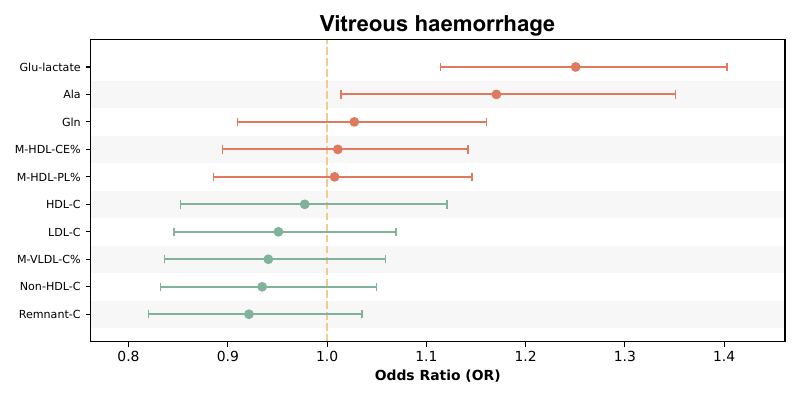 Vitreous haemorrhage
Glu-lactate
Ala
Gln
M-HDL-CE%
M-HDL-PL%
HDL-C
LDL-C
M-VLDL-C%
Non-HDL-C
Remnant-C
0.8 0.9 1.0 1.1 1.2 1.3 1.4
Odds Ratio (OR)